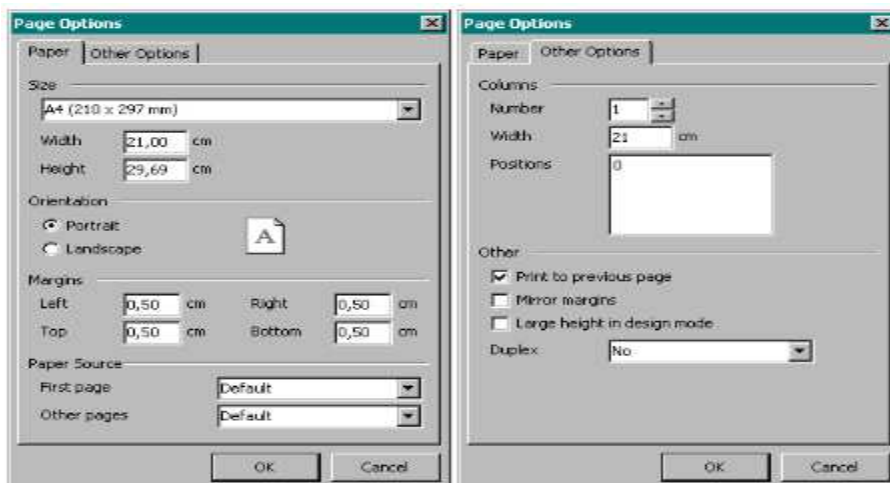 Page Options
Paper Other Options
Size
A4 (210 x 297 mm)
Width 21,00 cm
Height 29,69 cm
Orientation
Portrait
Landscape
A
Margins
Left 0,50 cm Right 0,50 cm
Top 0,50 cm Bottom 0,50 cm
Paper Source
First page Default
Other pages Default
OK Cancel
Page Options
Paper Other Options
Columns
Number 1
Width 21 cm
Positions 0
Other
Print to previous page
Mirror margins
Large height in design mode
Duplex No
OK Cancel